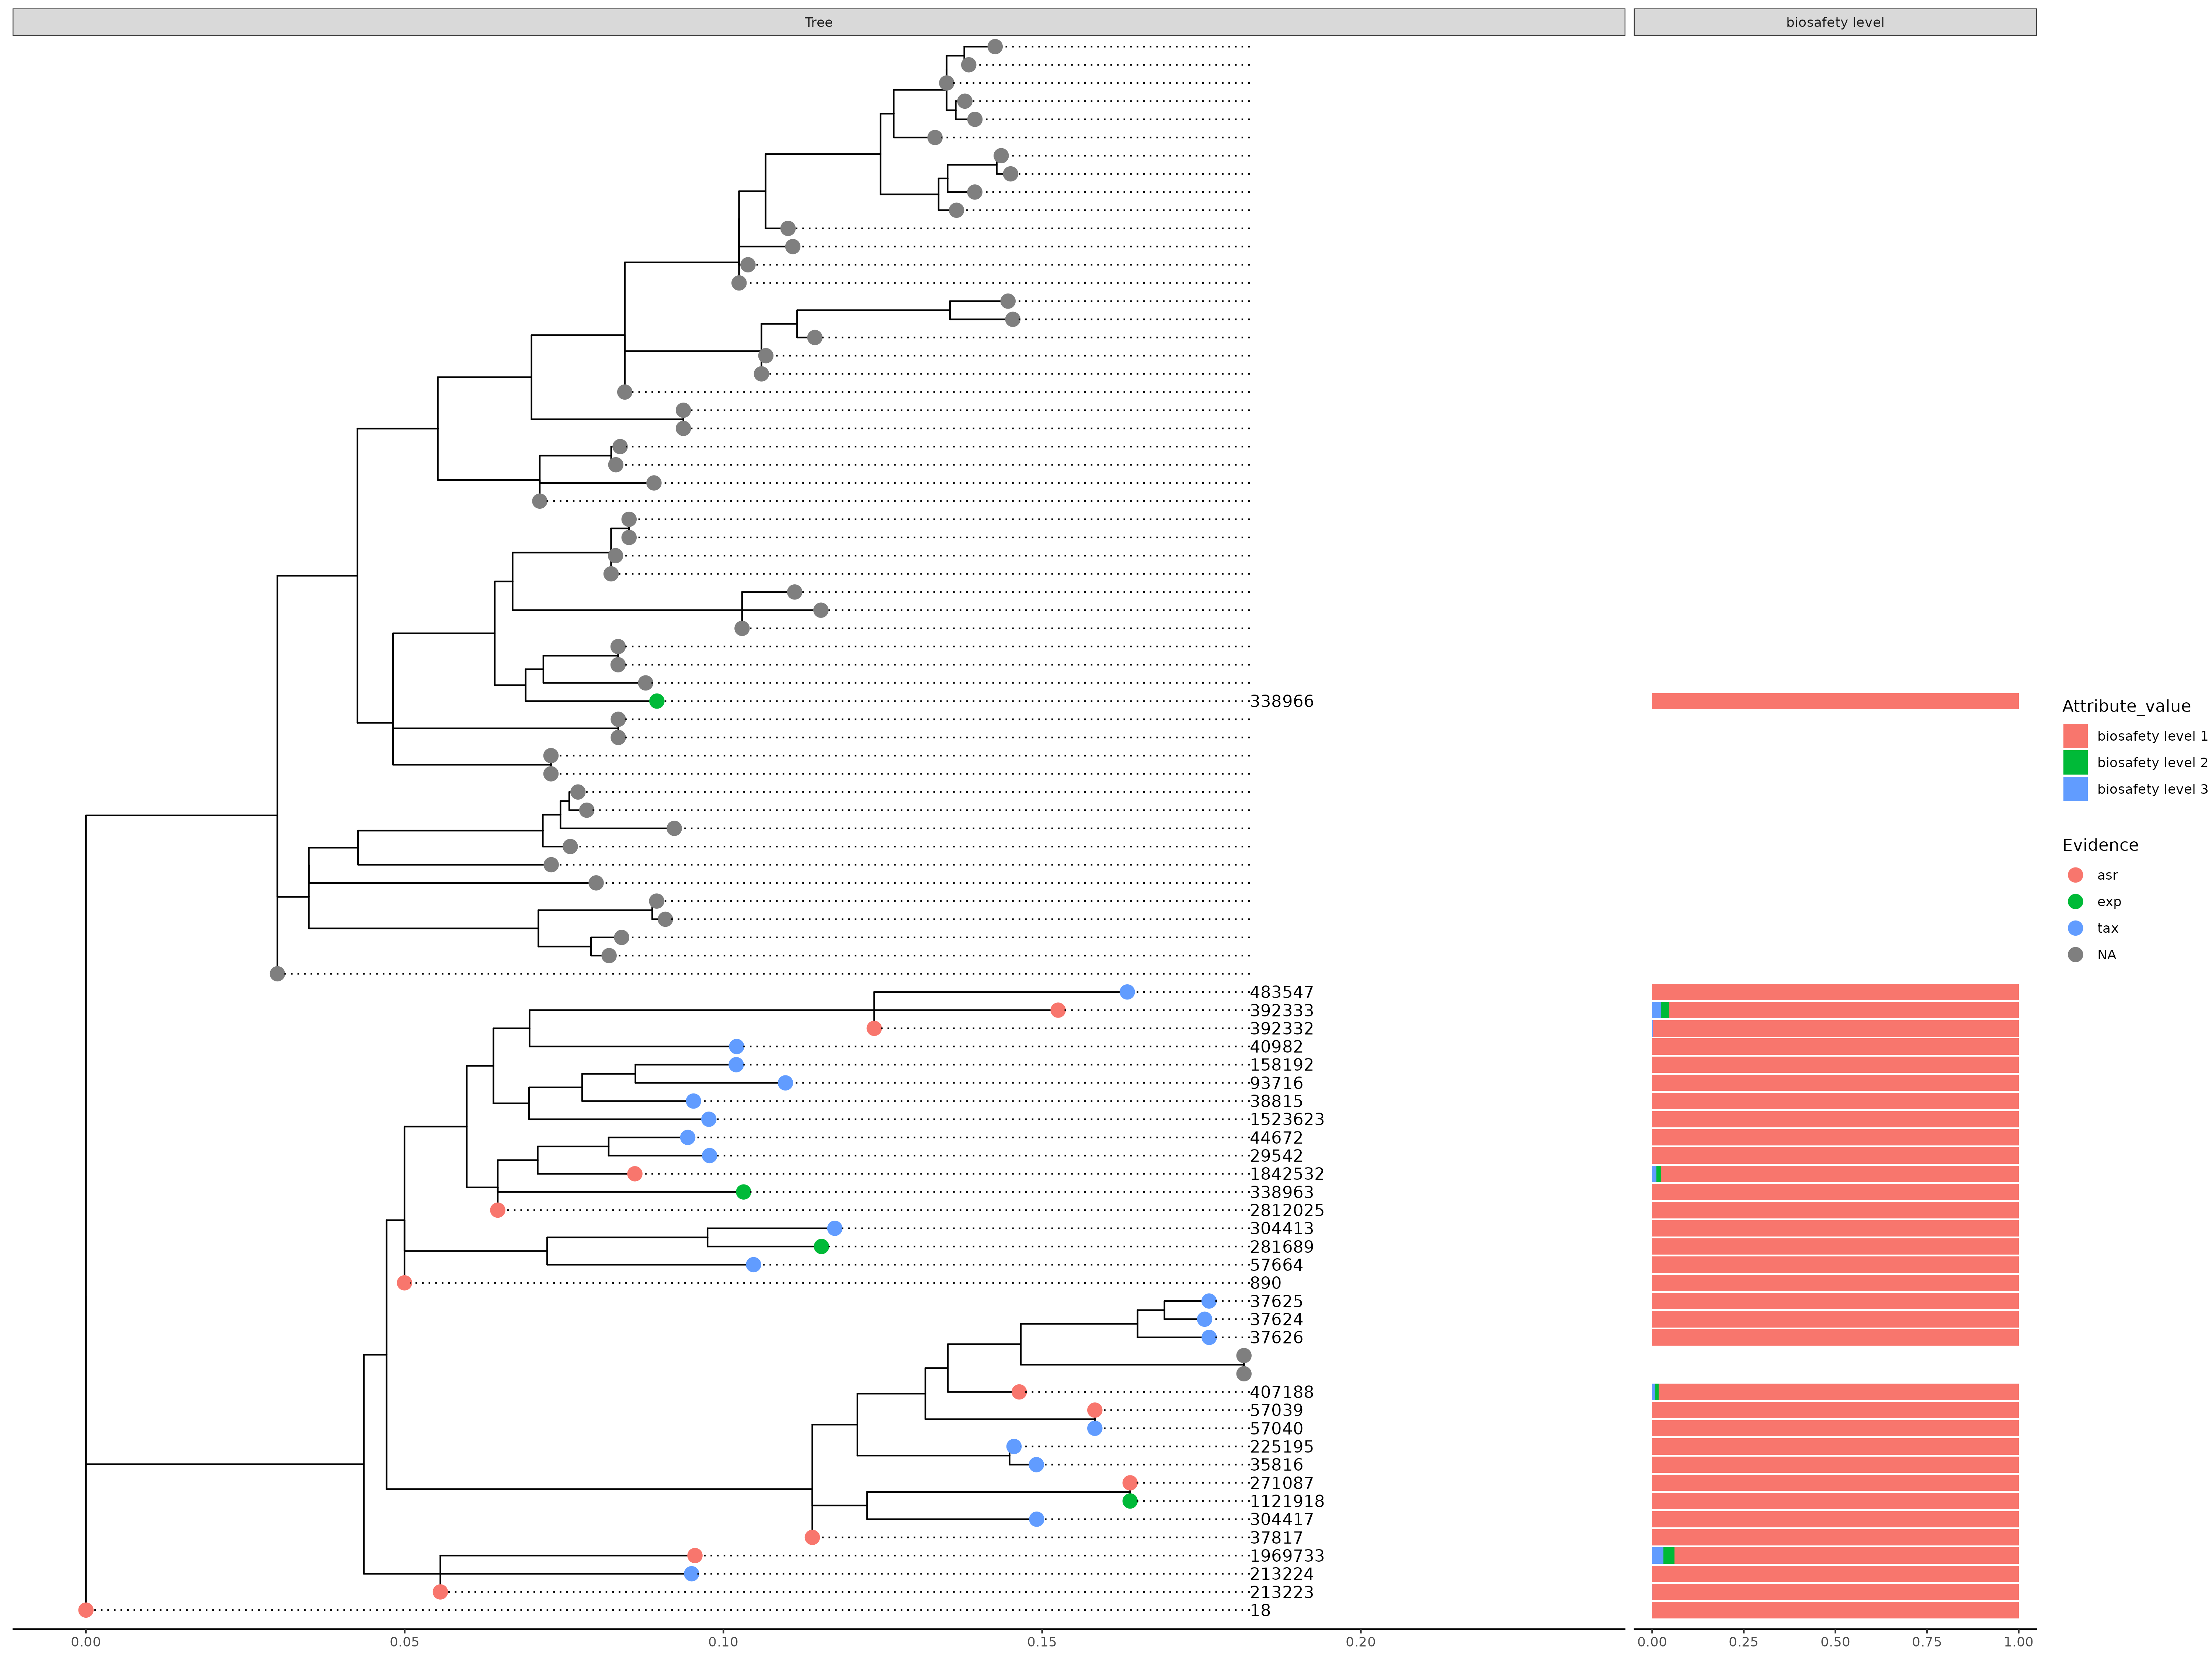 Tree
biosafety level
338966
483547
392333
392332
40982
158192
93716
38815
1523623
44672
29542
1842532
338963
2812025
304413
281689
57664
890
37625
37624
37626
407188
57039
57040
225195
35816
271087
1121918
304417
37817
1969733
213224
213223
18
0.00 0.05 0.10 0.15 0.20
0.00 0.25 0.50 0.75 1.00
Attribute_value
biosafety level 1
biosafety level 2
biosafety level 3
Evidence
asr
exp
tax
NA